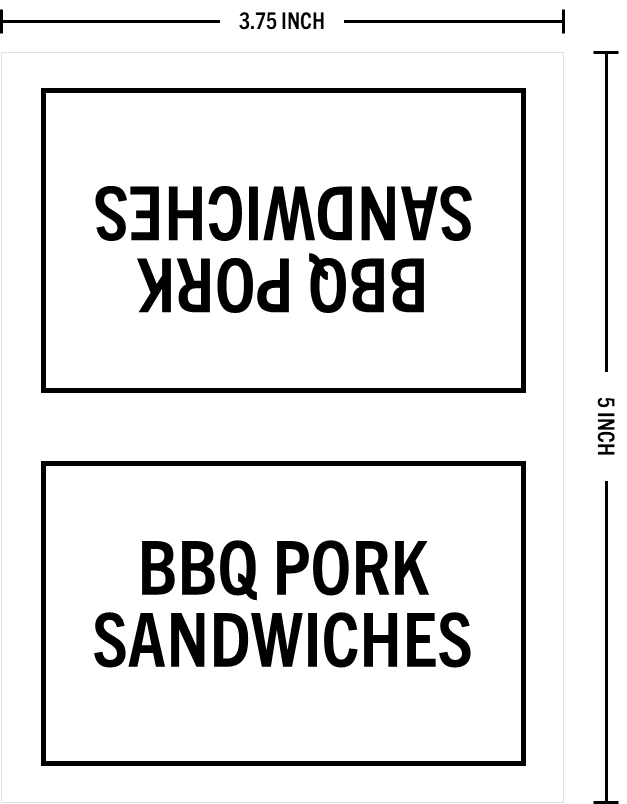 3.75 INCH
BBQ PORK
SANDWICHES
5 INCH
BBQ PORK
SANDWICHES